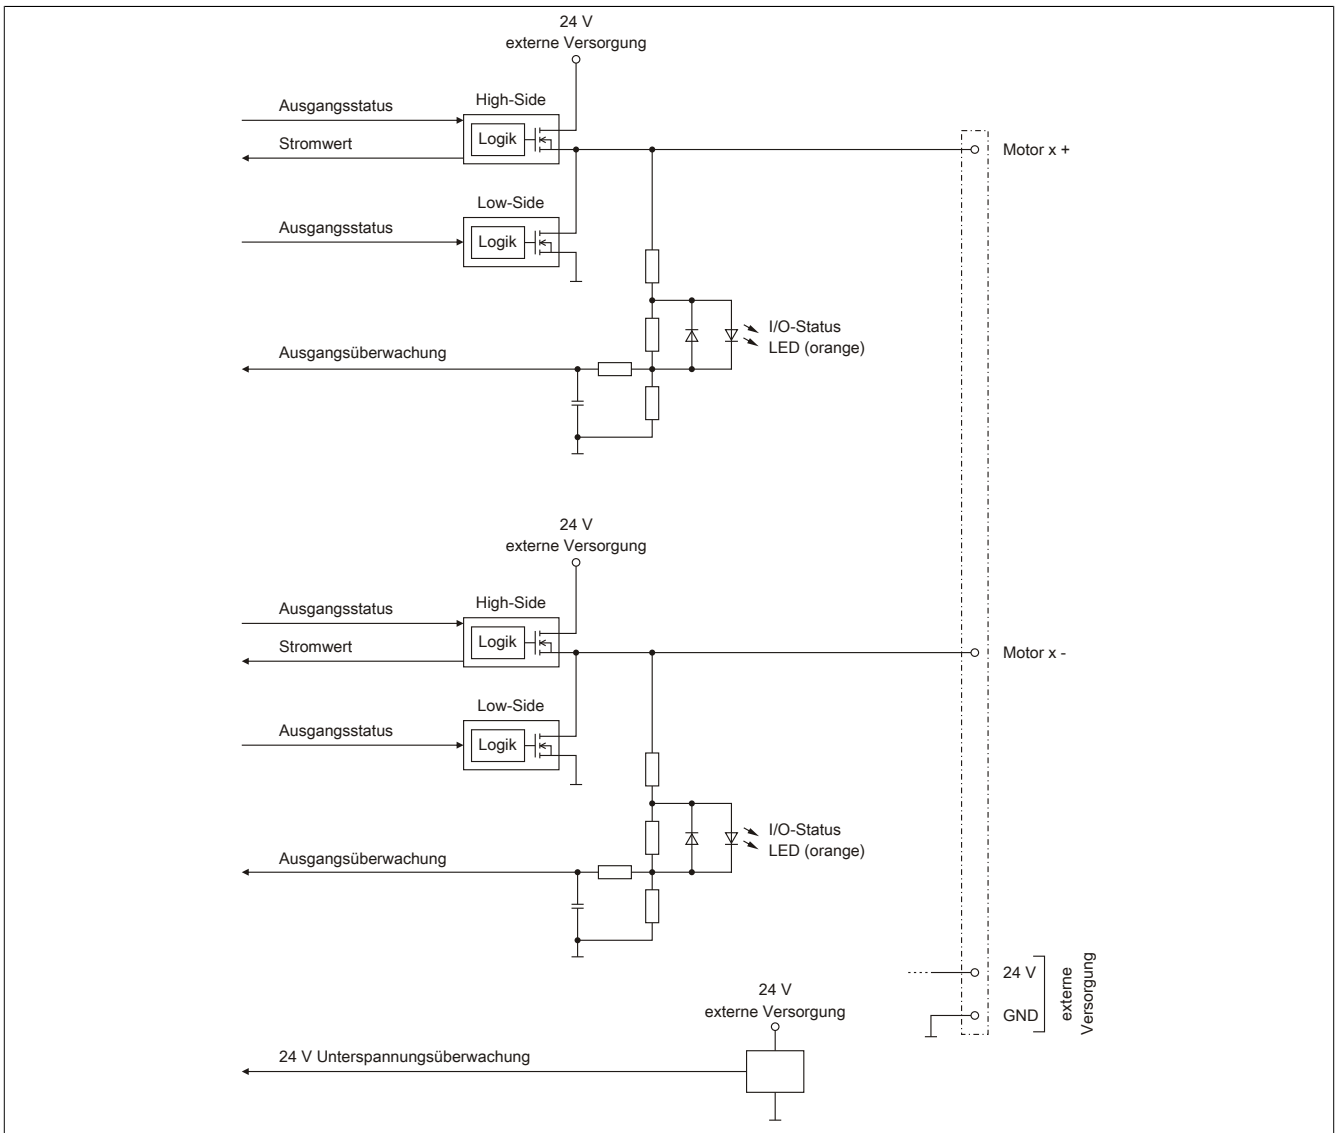 24 V
externe Versorgung
High-Side
Ausgangsstatus
Logik
Stromwert
Motor x +
Low-Side
Ausgangsstatus
Logik
I/O-Status
LED (orange)
Ausgangsüberwachung
24 V
externe Versorgung
High-Side
Ausgangsstatus
Logik
Stromwert
Motor x -
Low-Side
Ausgangsstatus
Logik
I/O-Status
LED (orange)
Ausgangsüberwachung
24 V
GND
externe
Versorgung
24 V
externe Versorgung
24 V Unterspannungsüberwachung